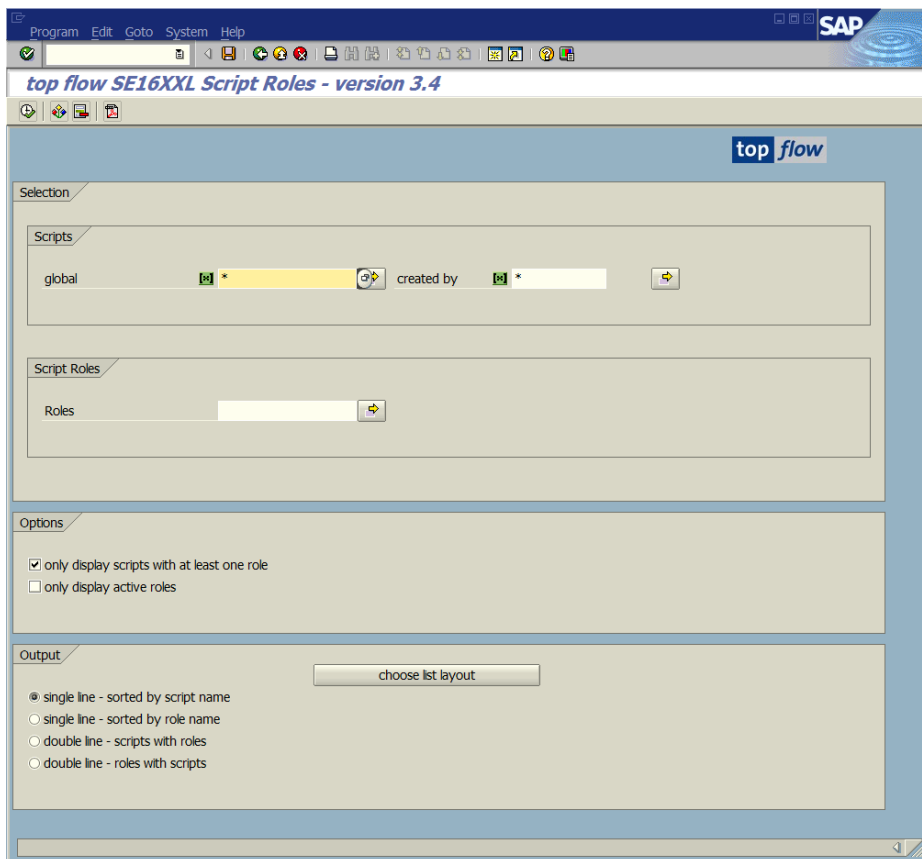 Program Edit Goto System Help
SAP
top flow SE16XXL Script Roles - version 3.4
top flow
Selection
Scripts
global * created by *
Script Roles
Roles
Options
only display scripts with at least one role
only display active roles
Output
choose list layout
single line - sorted by script name
single line - sorted by role name
double line - scripts with roles
double line - roles with scripts